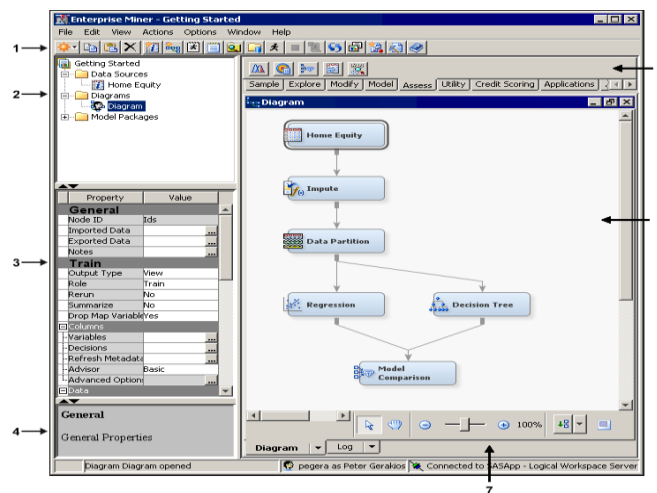 Enterprise Miner - Getting Started
File Edit View Actions Options Window Help
1
Getting Started
Data Sources
Home Equity
Diagrams
Diagram
Model Packages
2
Sample Explore Modify Model Assess Utility Credit Scoring Applications
Diagram
Home Equity
Impute
Data Partition
Regression
Decision Tree
Model
Comparison
Property Value
General
Node ID Ids
Imported Data
Exported Data
Notes
Train
3
Output Type View
Role Train
Rerun No
Summarize No
Drop Map Variable Yes
Columns
Variables
Decisions
Refresh Metadata
Advisor Basic
Advanced Option
Data
General
4
General Properties
100%
Diagram Log
Diagram Diagram opened
pegera as Peter Gerakios
Connected to SASApp - Logical Workspace Server
7